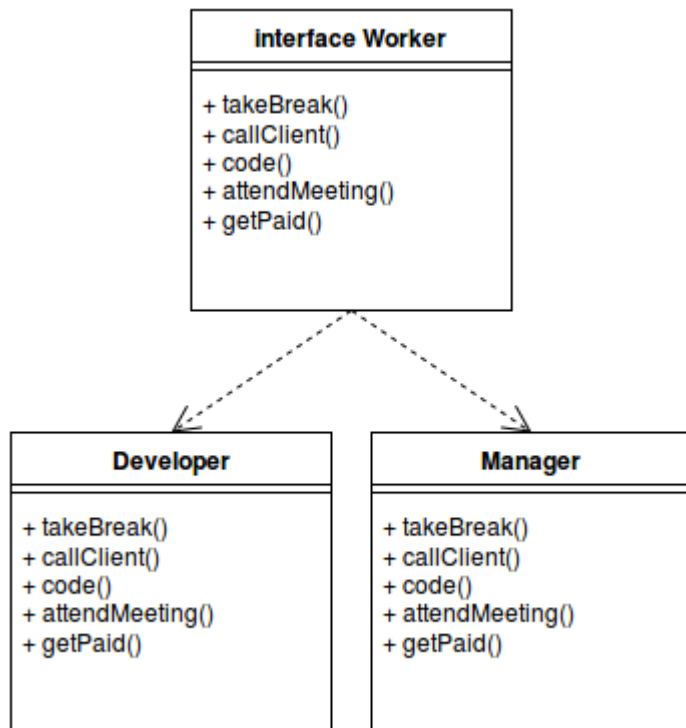 interface Worker
+ takeBreak()
+ callClient()
+ code()
+ attendMeeting()
+ getPaid()
Developer
+ takeBreak()
+ callClient()
+ code()
+ attendMeeting()
+ getPaid()
Manager
+ takeBreak()
+ callClient()
+ code()
+ attendMeeting()
+ getPaid()